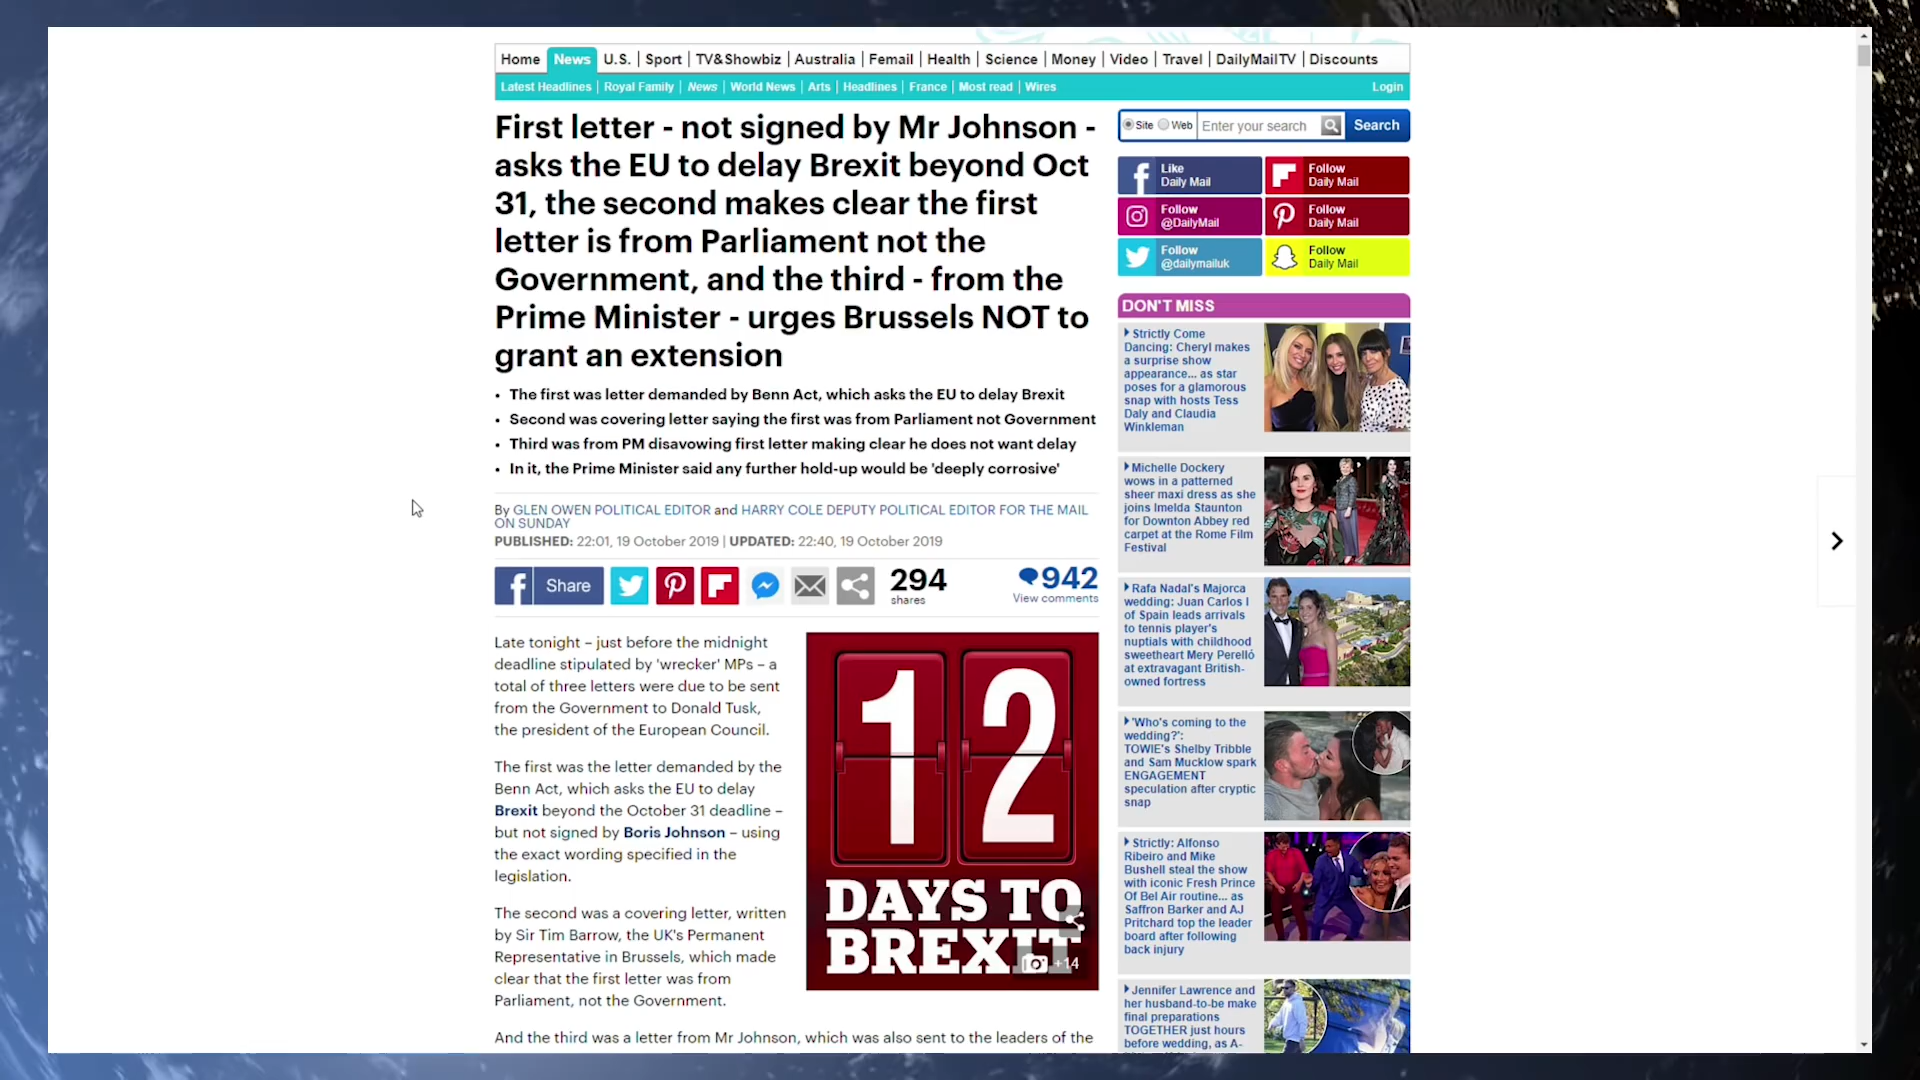 Home News U.S. Sport TV&Showbiz Australia Femail Health Science Money Video Travel DailyMailTV Discounts
Latest Headlines Royal Family News World News Arts Headlines France Most read Wires Login
First letter - not signed by Mr Johnson -
asks the EU to delay Brexit beyond Oct
31, the second makes clear the first
letter is from Parliament not the
Government, and the third - from the
Prime Minister - urges Brussels NOT to
grant an extension
• The first was letter demanded by Benn Act, which asks the EU to delay Brexit
• Second was covering letter saying the first was from Parliament not Government
• Third was from PM disavowing first letter making clear he does not want delay
• In it, the Prime Minister said any further hold-up would be 'deeply corrosive'
By GLEN OWEN POLITICAL EDITOR and HARRY COLE DEPUTY POLITICAL EDITOR FOR THE MAIL
ON SUNDAY
PUBLISHED: 22:01, 19 October 2019 | UPDATED: 22:40, 19 October 2019
Share
294
shares
942
View comments
Late tonight – just before the midnight
deadline stipulated by 'wrecker' MPs – a
total of three letters were due to be sent
from the Government to Donald Tusk,
the president of the European Council.
The first was the letter demanded by the
Benn Act, which asks the EU to delay
Brexit beyond the October 31 deadline –
but not signed by Boris Johnson – using
the exact wording specified in the
legislation.
The second was a covering letter, written
by Sir Tim Barrow, the UK's Permanent
Representative in Brussels, which made
clear that the first letter was from
Parliament, not the Government.
And the third was a letter from Mr Johnson, which was also sent to the leaders of the
12
DAYS TO
BREXIT
+14
Site Web Enter your search Search
Like
Daily Mail
Follow
Daily Mail
Follow
@DailyMail
Follow
Daily Mail
Follow
@dailymailuk
Follow
Daily Mail
DON'T MISS
Strictly Come
Dancing: Cheryl makes
a surprise show
appearance... as star
poses for a glamorous
snap with hosts Tess
Daly and Claudia
Winkleman
Michelle Dockery
wows in a patterned
sheer maxi dress as she
joins Imelda Staunton
for Downton Abbey red
carpet at the Rome Film
Festival
Rafa Nadal's Majorca
wedding: Juan Carlos I
of Spain leads arrivals
to tennis player's
nuptials with childhood
sweetheart Mery Perelló
at extravagant British-
owned fortress
'Who's coming to the
wedding?':
TOWIE's Shelby Tribble
and Sam Mucklow spark
ENGAGEMENT
speculation after cryptic
snap
Strictly: Alfonso
Ribeiro and Mike
Bushell steal the show
with iconic Fresh Prince
Of Bel Air routine... as
Saffron Barker and AJ
Pritchard top the leader
board after following
back injury
Jennifer Lawrence and
her husband-to-be make
final preparations
TOGETHER just hours
before wedding, as A-